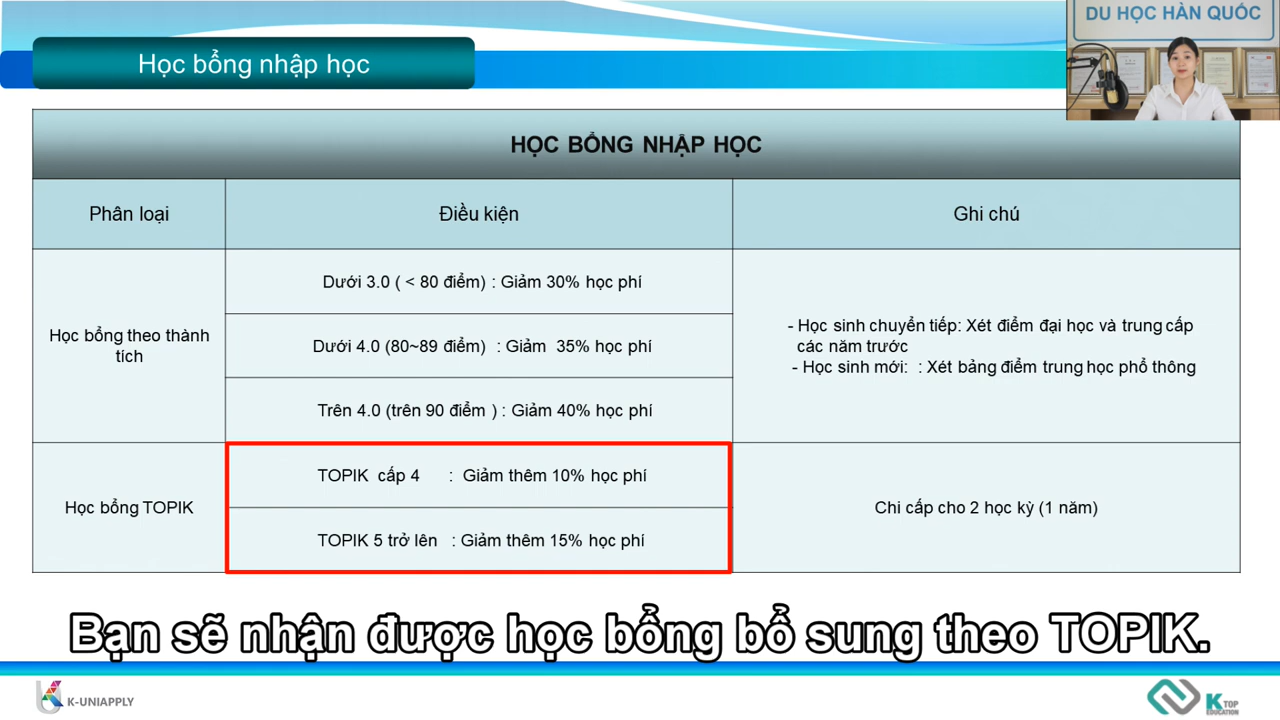 DU HỌC HÀN QUỐC
Học bổng nhập học
HỌC BỔNG NHẬP HỌC
Phân loại
Điều kiện
Ghi chú
Học bổng theo thành
tích
Dưới 3.0 ( < 80 điểm) : Giảm 30% học phí
Dưới 4.0 (80~89 điểm) : Giảm 35% học phí
Trên 4.0 (trên 90 điểm ) : Giảm 40% học phí
- Học sinh chuyển tiếp: Xét điểm đại học và trung cấp
các năm trước
- Học sinh mới: : Xét bảng điểm trung học phổ thông
Học bổng TOPIK
TOPIK cấp 4 : Giảm thêm 10% học phí
TOPIK 5 trở lên : Giảm thêm 15% học phí
Chi cấp cho 2 học kỳ (1 năm)
Bạn sẽ nhận được học bổng bổ sung theo TOPIK.
K-UNIAPPLY
K TOP
EDUCATION